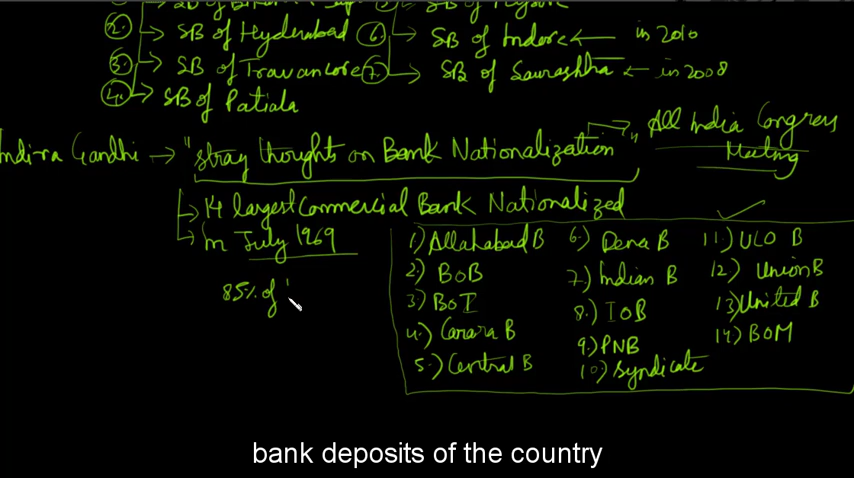 2. → SB of Hyderabad 6. → SB of Indore ← in 2010
3. → SB of Travancore 7. → SB of Saurashtra ← in 2008
4. → SB of Patiala
Indira Gandhi → "stray thoughts on Bank Nationalization" → All India Congress Meeting
→ 14 largest Commercial Bank Nationalized
→ In July 1969
85% of
1) Allahabad B 6.) Dena B 11.) UCO B
2) BoB 7.) Indian B 12) Union B
3) BoI 8.) IOB 13) United B
4.) Canara B 9.) PNB 14) BOM
5.) Central B 10) Syndicate
bank deposits of the country